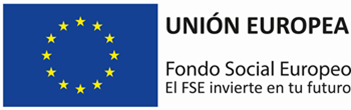 UNIÓN EUROPEA
Fondo Social Europeo
El FSE invierte en tu futuro